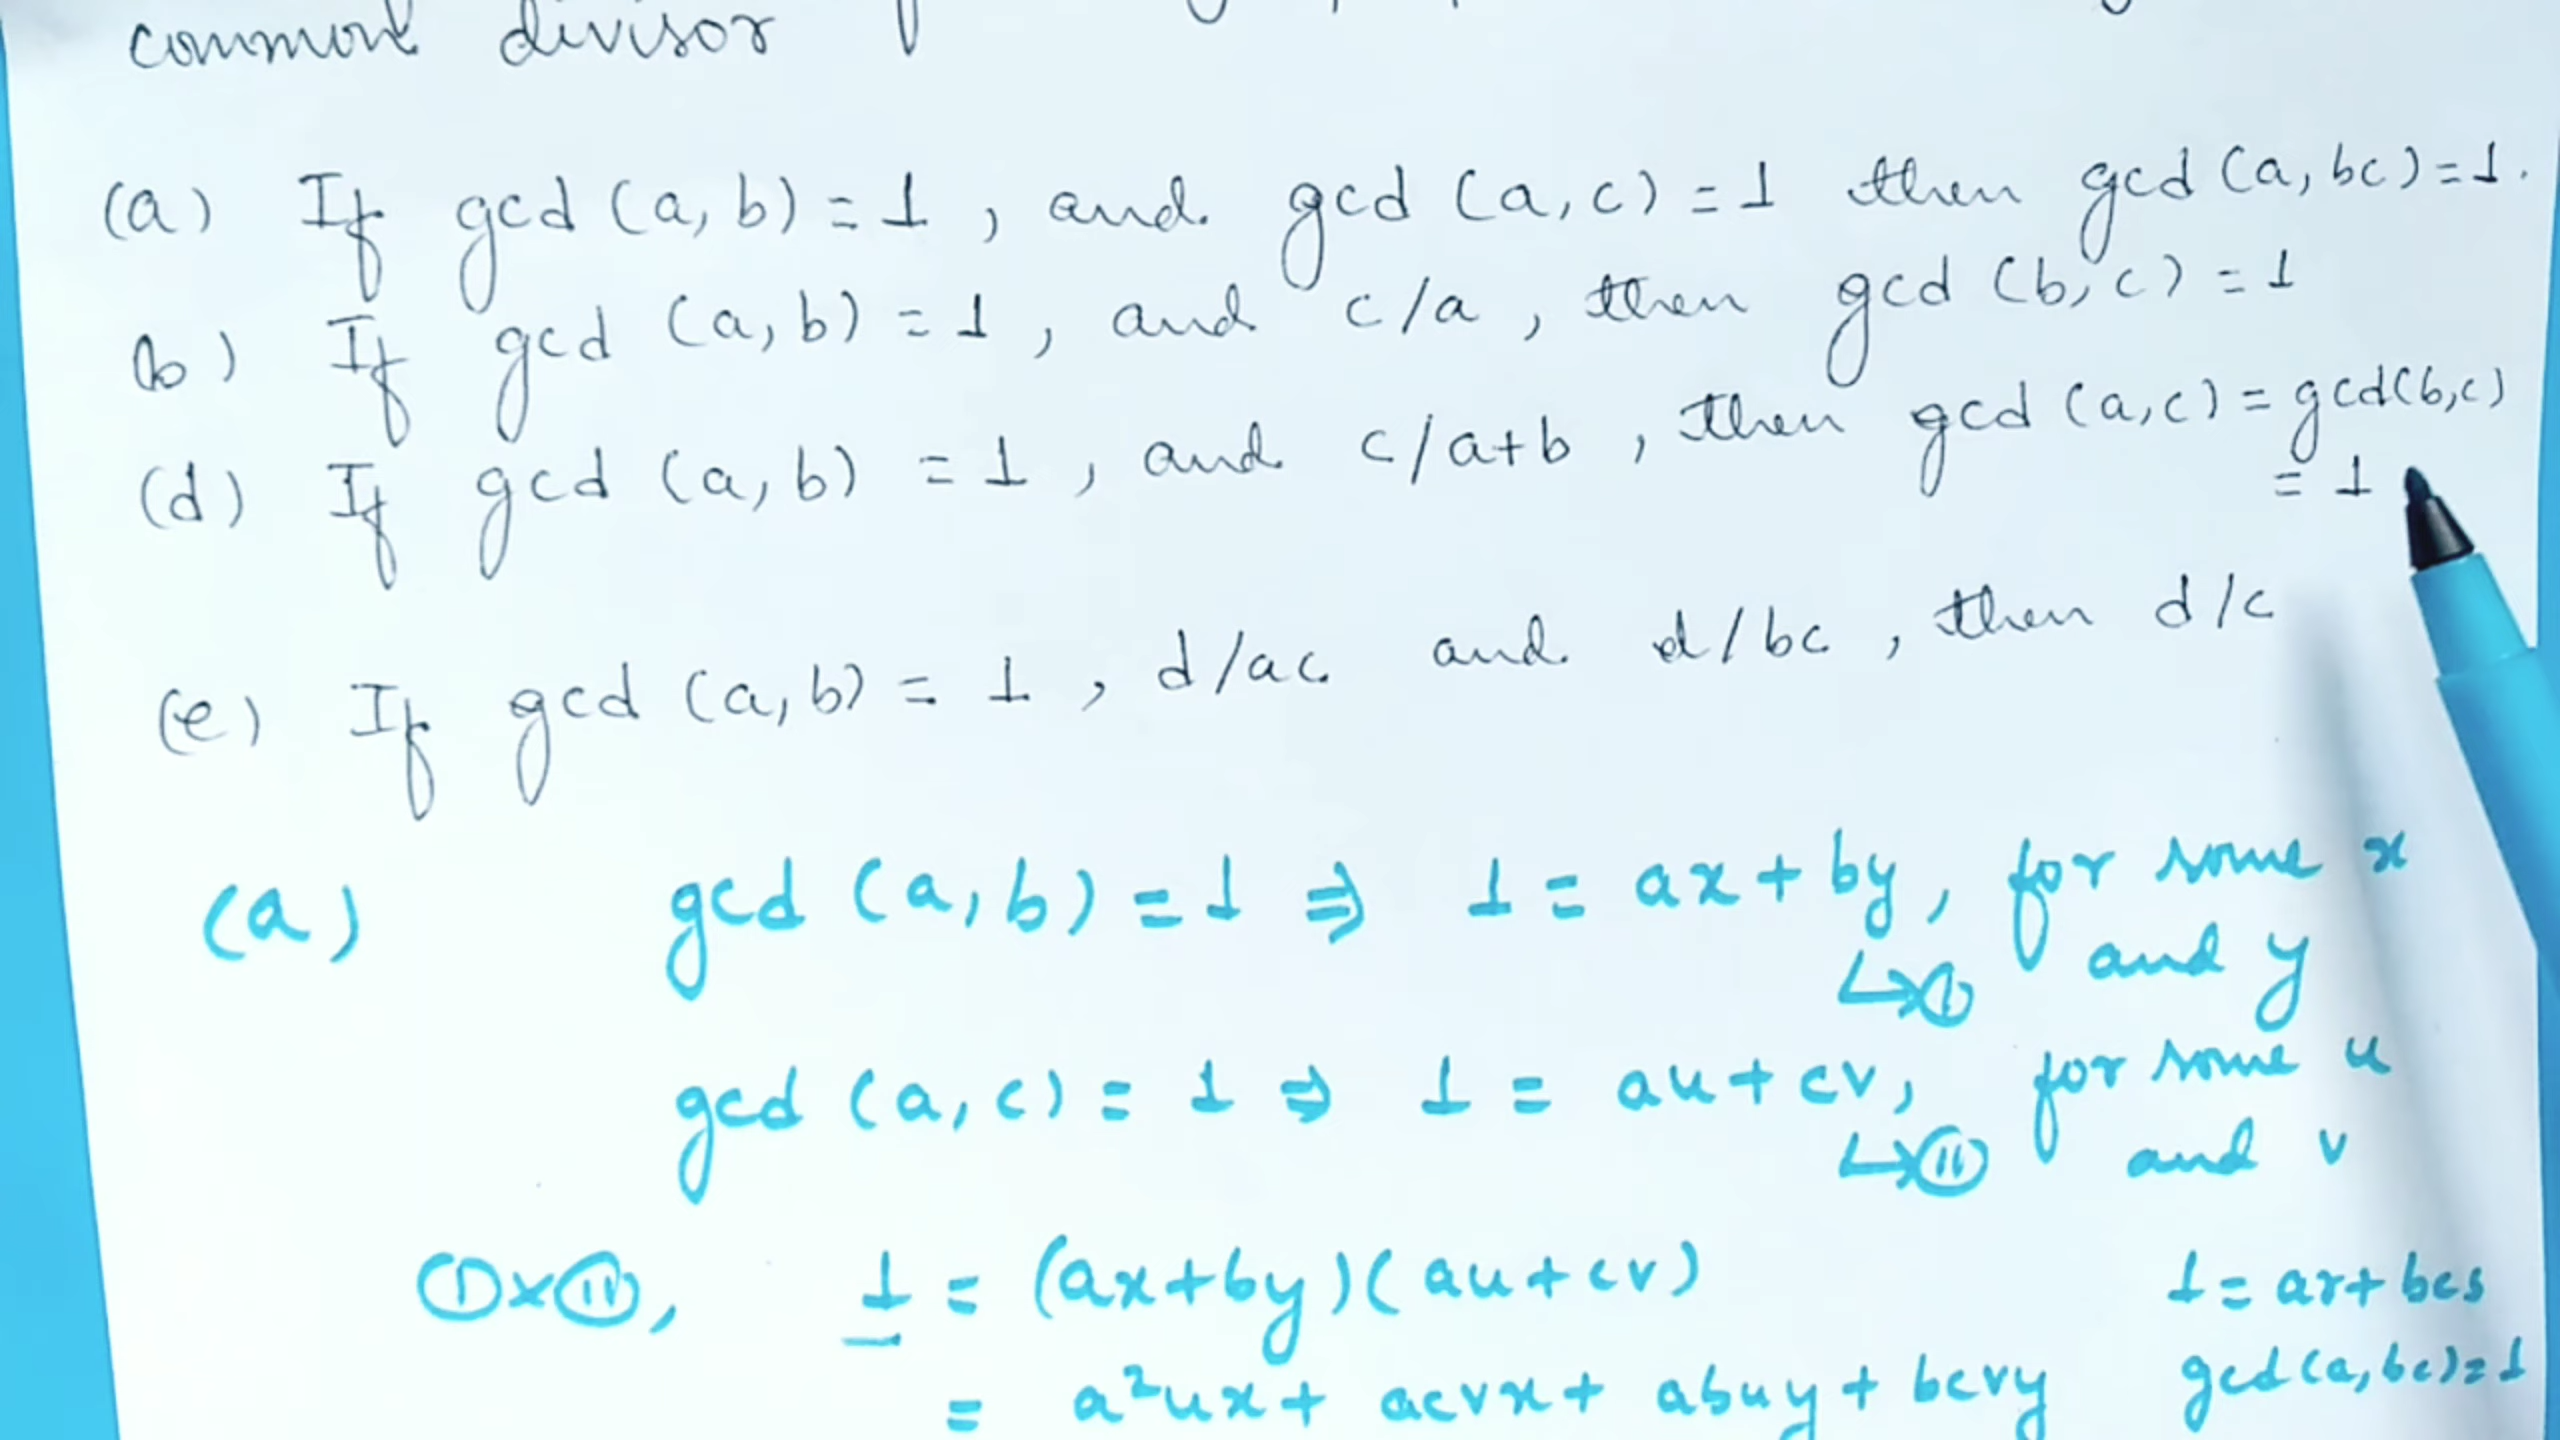 common divisor
(a) If gcd (a, b) = 1, and gcd (a, c) = 1 then gcd (a, bc) = 1.
(b) If gcd (a, b) = 1, and c/a, then gcd (b, c) = 1
(d) If gcd (a, b) = 1, and c/a+b, then gcd (a, c) = gcd(b,c)
= 1
(e) If gcd (a, b) = 1, d/ac and d/bc, then d/c
(a) gcd (a, b) = 1 ⇒ 1 = ax + by, for some x
↳(I) and y
gcd (a, c) = 1 ⇒ 1 = au + cv, for some u
↳(II) and v
(I)×(II), 1 = (ax+by)(au+cv) 1 = ar+bcs
= a²ux + acvx + abuy + bcvy gcd(a, bc)=1